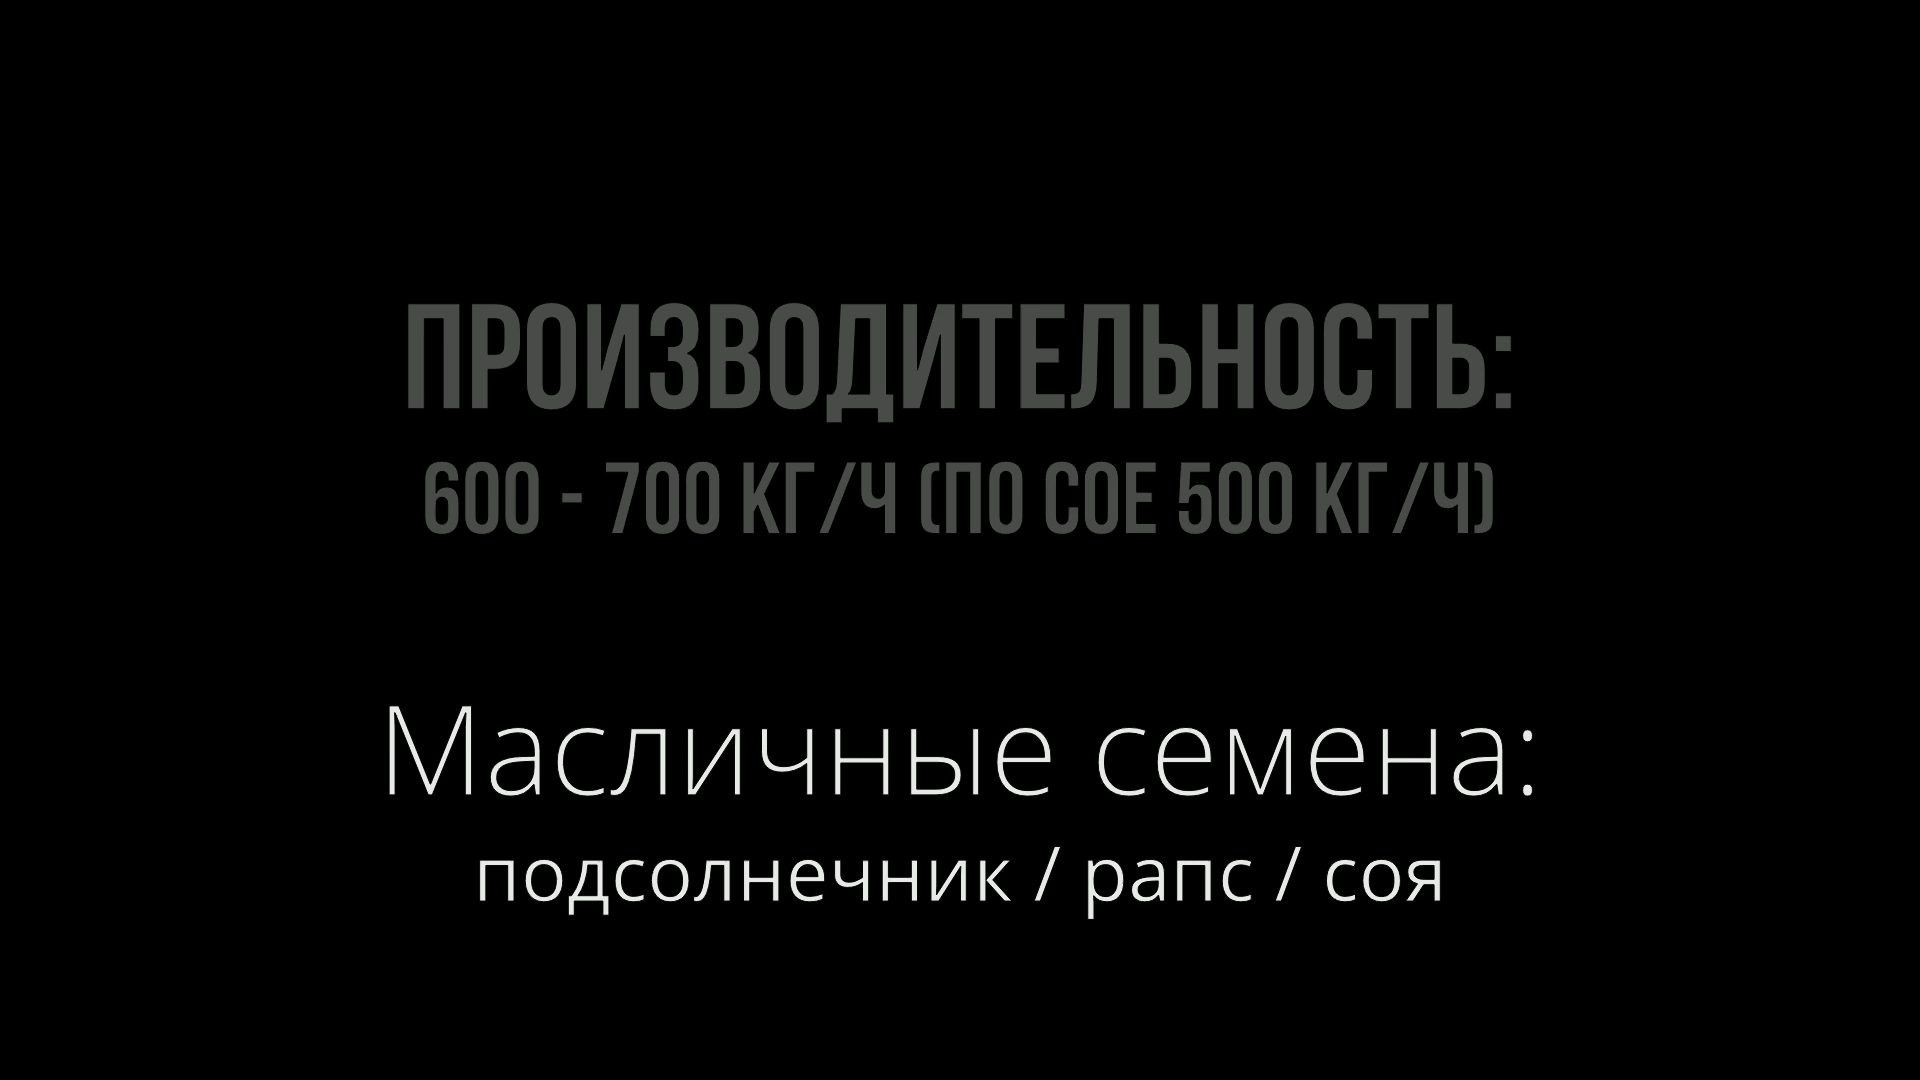 ПРОИЗВОДИТЕЛЬНОСТЬ:
600 - 700 КГ/Ч (ПО СОЕ 500 КГ/Ч)
Масличные семена:
подсолнечник / рапс / соя